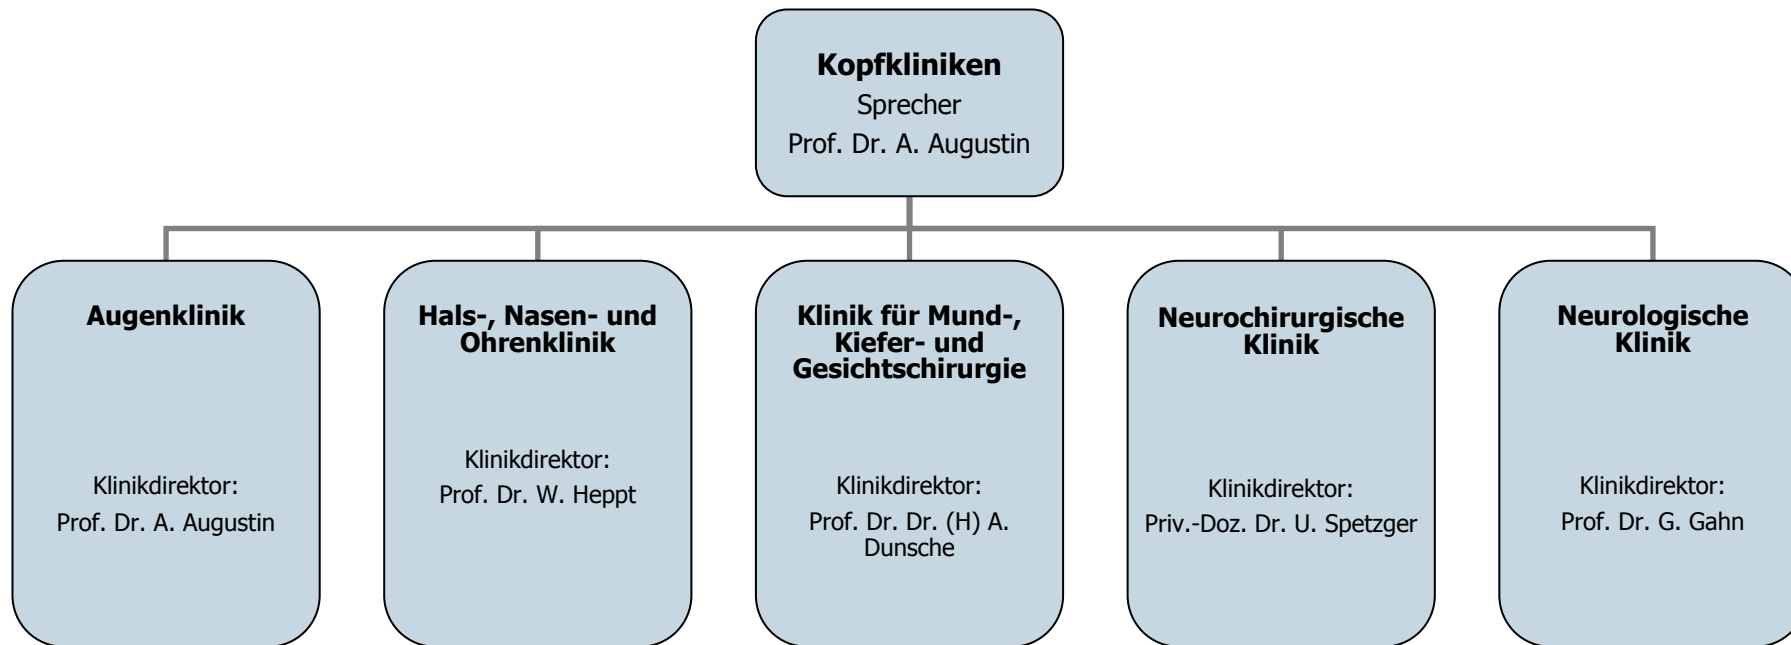 Kopfkliniken
Sprecher
Prof. Dr. A. Augustin
Augenklinik
Klinikdirektor:
Prof. Dr. A. Augustin
Hals-, Nasen- und
Ohrenklinik
Klinikdirektor:
Prof. Dr. W. Heppt
Klinik für Mund-,
Kiefer- und
Gesichtschirurgie
Klinikdirektor:
Prof. Dr. Dr. (H) A.
Dunsche
Neurochirurgische
Klinik
Klinikdirektor:
Priv.-Doz. Dr. U. Spetzger
Neurologische
Klinik
Klinikdirektor:
Prof. Dr. G. Gahn